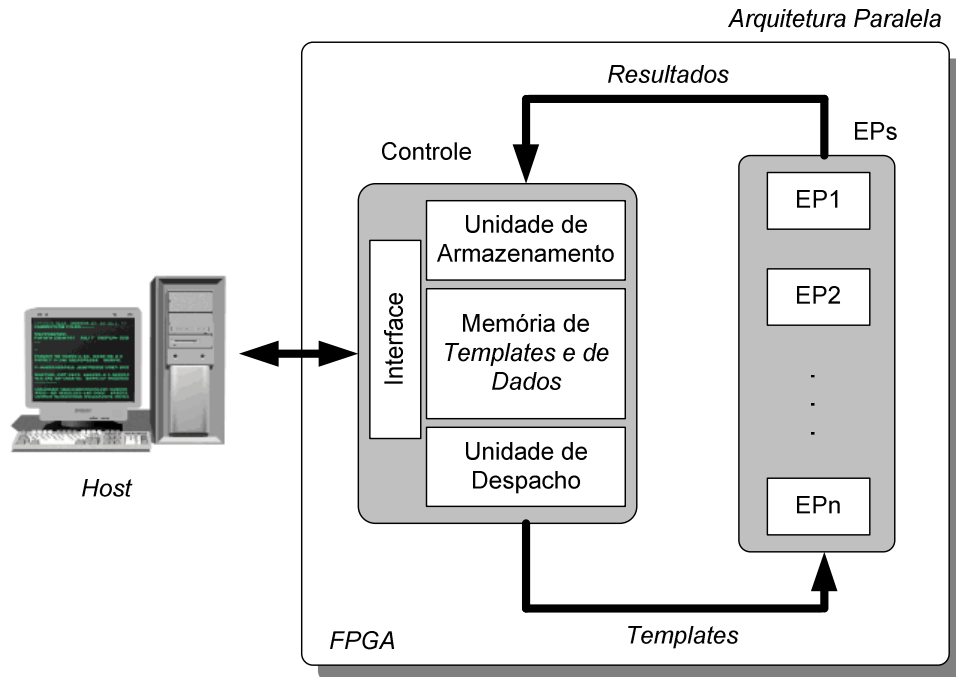 Arquitetura Paralela
Resultados
EPs
Controle
EP1
Unidade de
Armazenamento
EP2
Interface
Memória de
Templates e de
Dados
.
.
.
Unidade de
Despacho
EPn
Host
FPGA
Templates